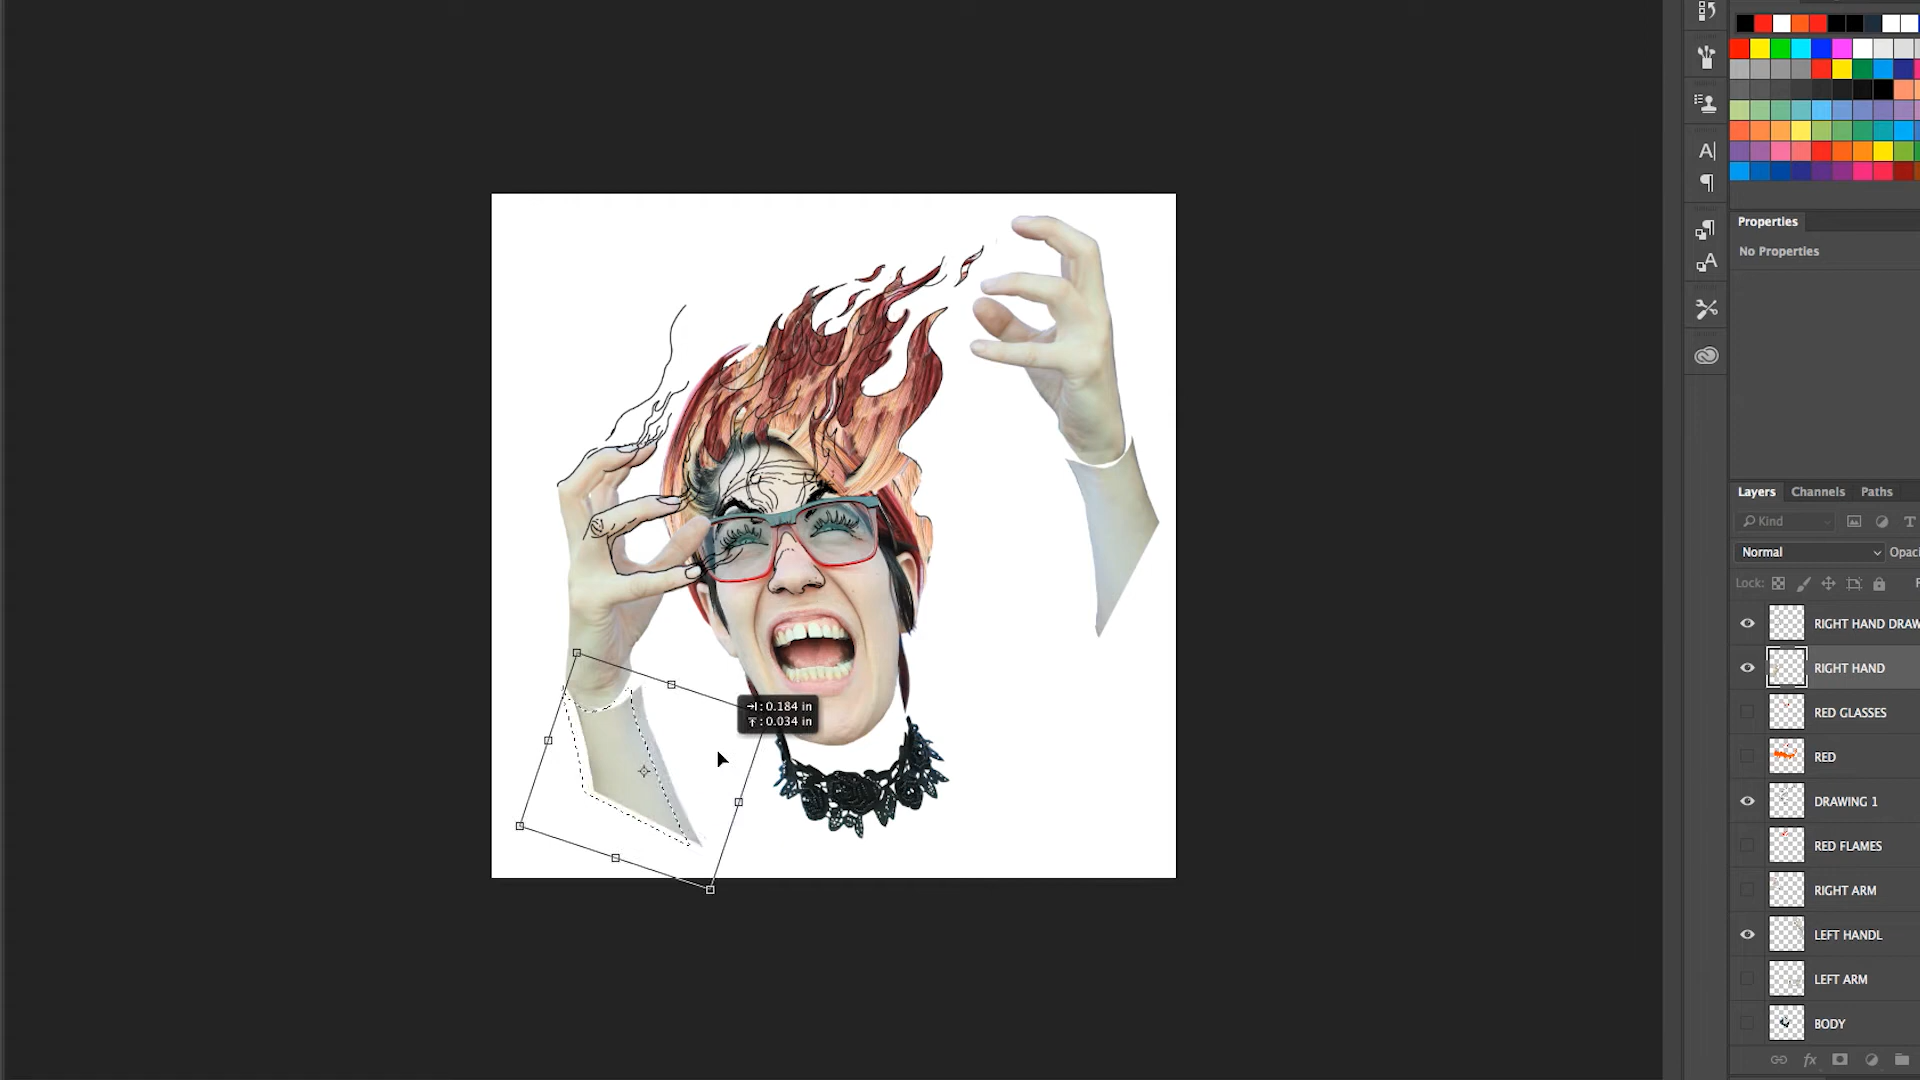 A|
Properties
No Properties
A
Layers Channels Paths
Kind
T
Normal Opac
Lock:
RIGHT HAND DRAW
RIGHT HAND
RED GLASSES
RED
DRAWING 1
RED FLAMES
RIGHT ARM
LEFT HANDL
LEFT ARM
BODY
fx
: 0.184 in
: 0.034 in